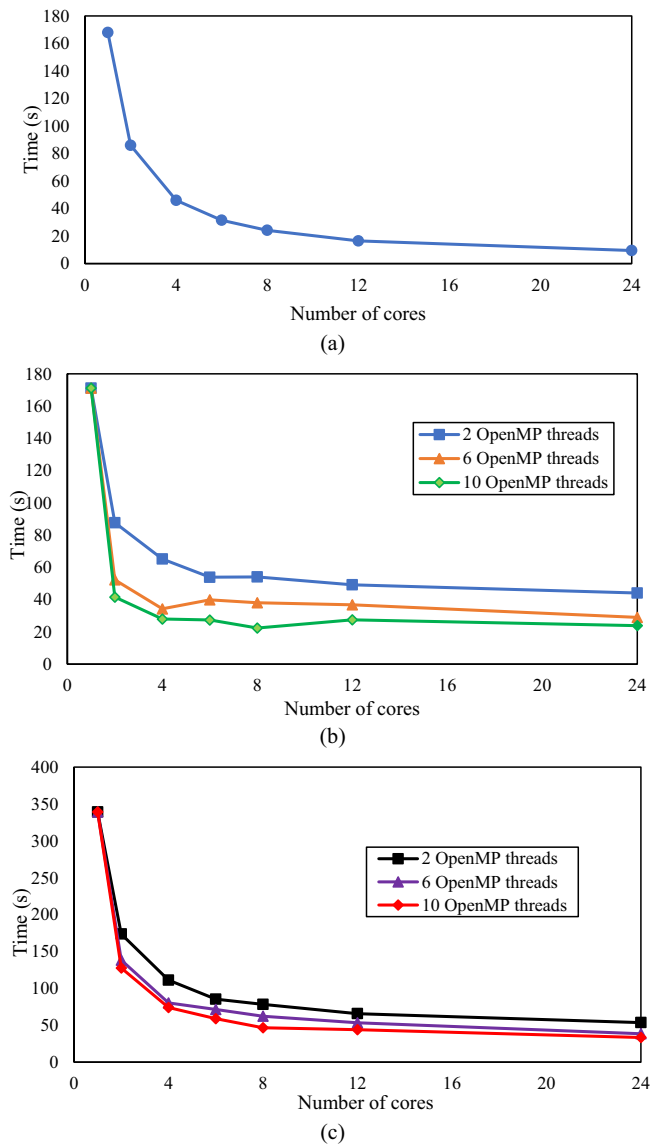 180
160
140
120
100
80
60
40
20
0
Time (s)
0 4 8 12 16 20 24
Number of cores
(a)
180
160
140
120
100
80
60
40
20
0
Time (s)
2 OpenMP threads
6 OpenMP threads
10 OpenMP threads
0 4 8 12 16 20 24
Number of cores
(b)
400
350
300
250
200
150
100
50
0
Time (s)
2 OpenMP threads
6 OpenMP threads
10 OpenMP threads
0 4 8 12 16 20 24
Number of cores
(c)